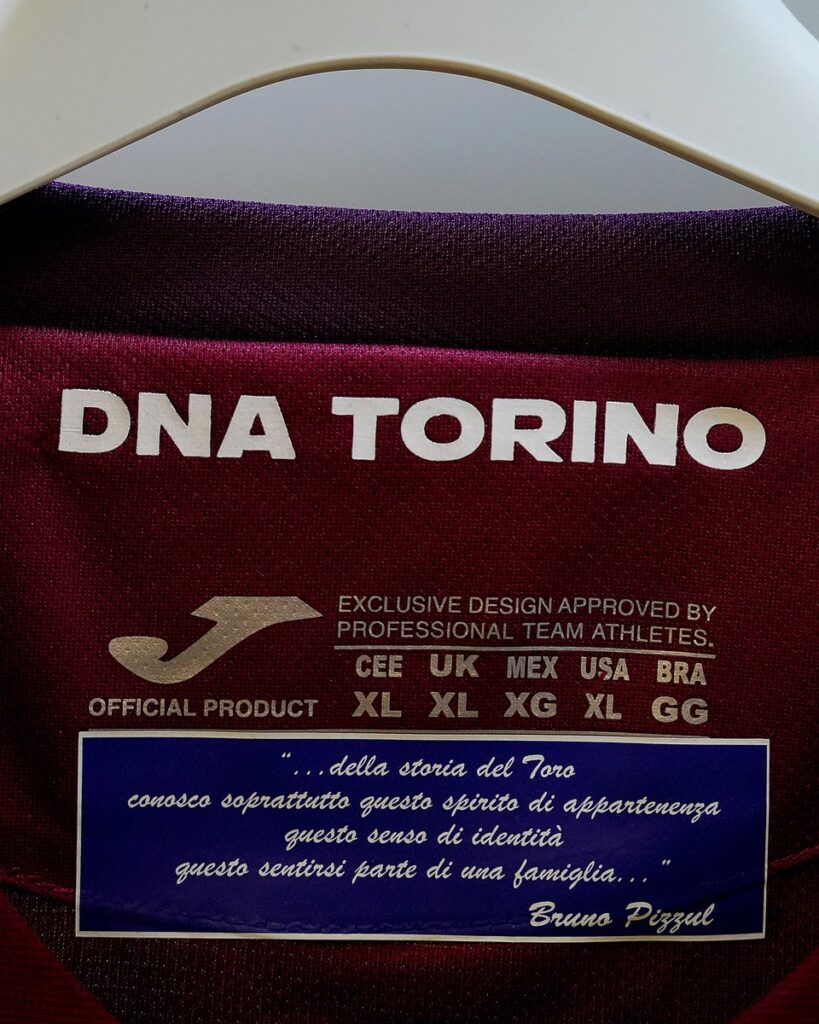 DNA TORINO
EXCLUSIVE DESIGN APPROVED BY
PROFESSIONAL TEAM ATHLETES.
CEE UK MEX USA BRA
XL XL XG XL GG
OFFICIAL PRODUCT
"...della storia del Toro
conosco soprattutto questo spirito di appartenenza
questo senso di identità
questo sentirsi parte di una famiglia..."
Bruno Pizzul